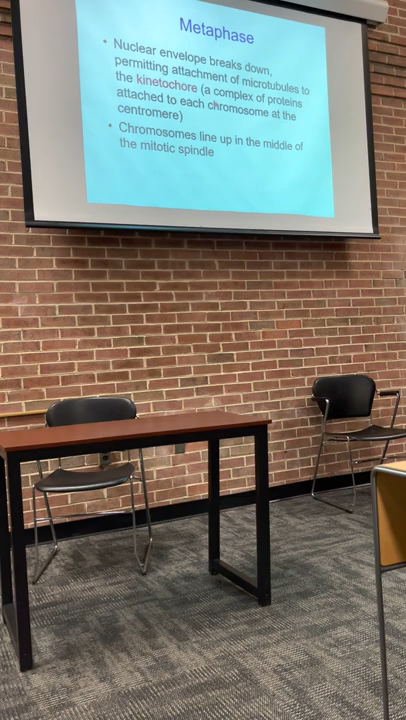 Metaphase
• Nuclear envelope breaks down,
permitting attachment of microtubules to
the kinetochore (a complex of proteins
attached to each chromosome at the
centromere)
• Chromosomes line up in the middle of
the mitotic spindle